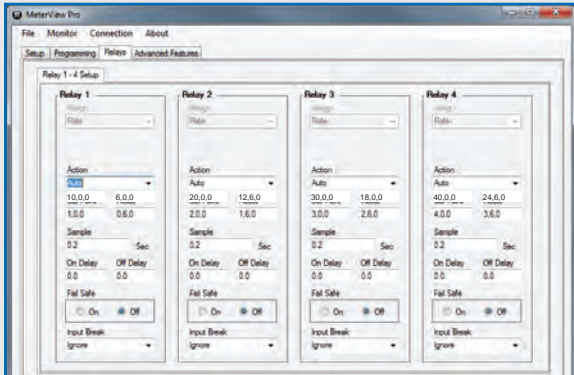 MeterView Pro
File Monitor Connection About
Setup Programming Relays Advanced Features
Relay 1 - 4 Setup
Relay 1 Relay 2 Relay 3 Relay 4
Assign Assign Assign Assign
Rate Rate Rate Rate
Action Action Action Action
Auto Auto Auto Auto
10,0,0 6,0,0 20,0,0 12,6,0 30,0,0 18,0,0 40,0,0 24,6,0
1.0.0 0.6.0 2.0.0 1.6.0 3.0.0 2.6.0 4.0.0 3.6.0
Sample Sample Sample Sample
0.2 Sec 0.2 Sec 0.2 Sec 0.2 Sec
On Delay Off Delay On Delay Off Delay On Delay Off Delay On Delay Off Delay
0.0 0.0 0.0 0.0 0.0 0.0 0.0 0.0
Fail Safe Fail Safe Fail Safe Fail Safe
On Off On Off On Off On Off
Input Break Input Break Input Break Input Break
Ignore Ignore Ignore Ignore